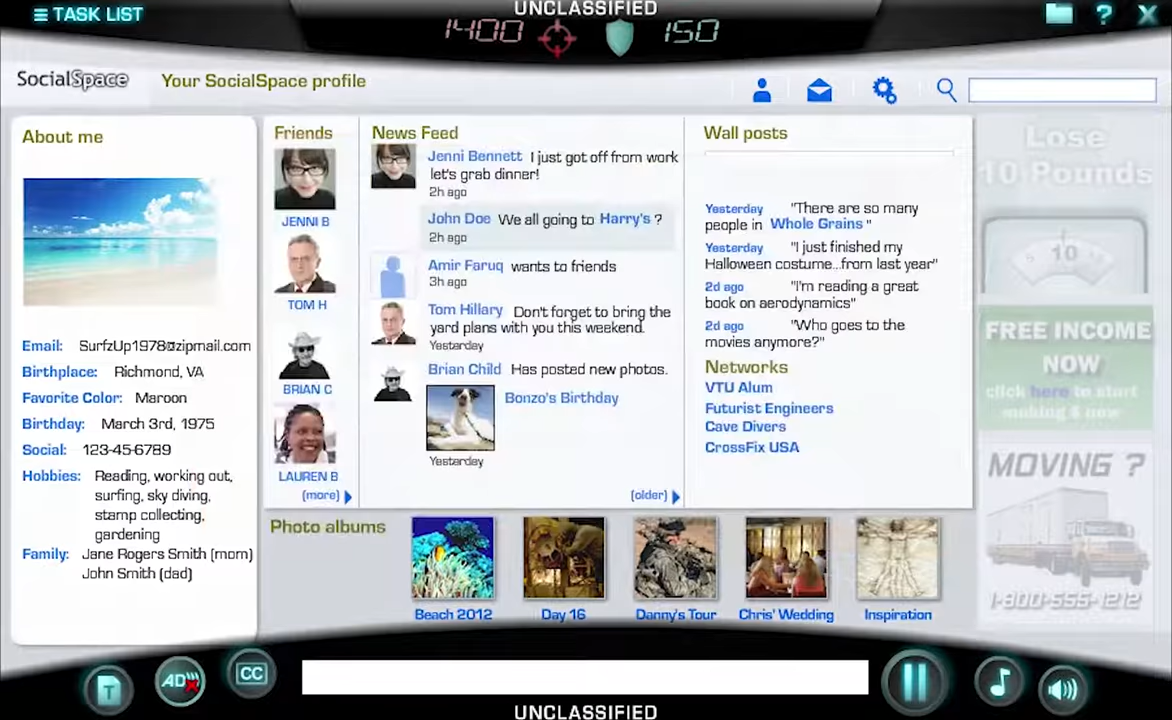 UNCLASSIFIED
TASK LIST
1400
150
?
X
SocialSpace
Your SocialSpace profile
About me
Email: SurfzUp1978@zipmail.com
Birthplace: Richmond, VA
Favorite Color: Maroon
Birthday: March 3rd, 1975
Social: 123-45-6789
Hobbies: Reading, working out,
surfing, sky diving,
stamp collecting,
gardening
Family: Jane Rogers Smith (mom)
John Smith (dad)
Friends
JENNI B
TOM H
BRIAN C
LAUREN B
(more)
News Feed
Jenni Bennett I just got off from work
let's grab dinner!
2h ago
John Doe We all going to Harry's ?
2h ago
Amir Faruq wants to friends
3h ago
Tom Hillary Don't forget to bring the
yard plans with you this weekend.
Yesterday
Brian Child Has posted new photos.
Bonzo's Birthday
Yesterday
(older)
Wall posts
Yesterday "There are so many
people in Whole Grains "
Yesterday "I just finished my
Halloween costume...from last year"
2d ago "I'm reading a great
book on aerodynamics"
2d ago "Who goes to the
movies anymore?"
Networks
VTU Alum
Futurist Engineers
Cave Divers
CrossFix USA
Lose
10 Pounds
10
FREE INCOME
NOW
click here to start
making $ now
MOVING ?
1-800-555-1212
Photo albums
Beach 2012
Day 16
Danny's Tour
Chris' Wedding
Inspiration
T
AD
CC
UNCLASSIFIED